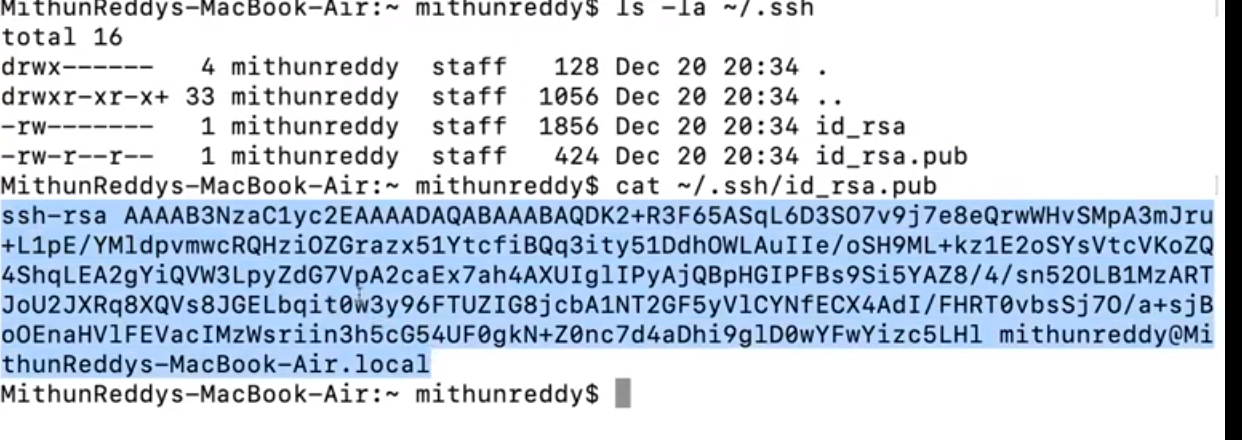 MithunReddys-MacBook-Air:~ mithunreddy$ ls -la ~/.ssh
total 16
drwx------   4 mithunreddy  staff   128 Dec 20 20:34 .
drwxr-xr-x+ 33 mithunreddy  staff  1056 Dec 20 20:34 ..
-rw-------   1 mithunreddy  staff  1856 Dec 20 20:34 id_rsa
-rw-r--r--   1 mithunreddy  staff   424 Dec 20 20:34 id_rsa.pub
MithunReddys-MacBook-Air:~ mithunreddy$ cat ~/.ssh/id_rsa.pub
ssh-rsa AAAAB3NzaC1yc2EAAAADAQABAAABAQDK2+R3F65ASqL6D3SO7v9j7e8eQrwWHvSMpA3mJru
+L1pE/YMldpvmwcRQHziOZGrazx51YtcfiBQq3ity51DdhOWLAuIIe/oSH9ML+kz1E2oSYsVtcVKoZQ
4ShqLEA2gYiQVW3LpyZdG7VpA2caEx7ah4AXUIglIPyAjQBpHGIPFBs9Si5YAZ8/4/sn52OLB1MzART
JoU2JXRq8XQVs8JGELbqit0w3y96FTUZIG8jcbA1NT2GF5yVlCYNfECX4AdI/FHRT0vbsSj7O/a+sjB
oOEnaHVlFEVacIMzWsriin3h5cG54UF0gkN+Z0nc7d4aDhi9glD0wYFwYizc5LHl mithunreddy@Mi
thunReddys-MacBook-Air.local
MithunReddys-MacBook-Air:~ mithunreddy$